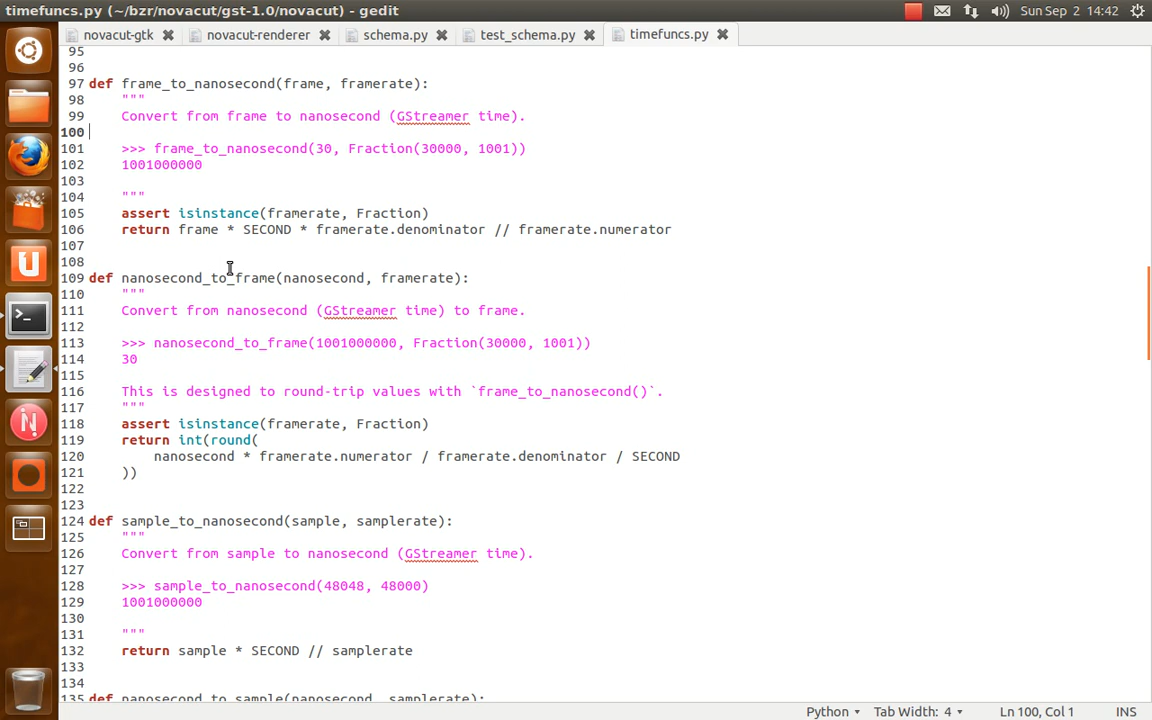 timefuncs.py (~/bzr/novacut/gst-1.0/novacut) - gedit
Sun Sep 2 14:42
novacut-gtk
novacut-renderer
schema.py
test_schema.py
timefuncs.py
95
96
97 def frame_to_nanosecond(frame, framerate):
98 """
99 Convert from frame to nanosecond (GStreamer time).
100
101 >>> frame_to_nanosecond(30, Fraction(30000, 1001))
102 1001000000
103
104 """
105 assert isinstance(framerate, Fraction)
106 return frame * SECOND * framerate.denominator // framerate.numerator
107
108
109 def nanosecond_to_frame(nanosecond, framerate):
110 """
111 Convert from nanosecond (GStreamer time) to frame.
112
113 >>> nanosecond_to_frame(1001000000, Fraction(30000, 1001))
114 30
115
116 This is designed to round-trip values with `frame_to_nanosecond()`.
117 """
118 assert isinstance(framerate, Fraction)
119 return int(round(
120 nanosecond * framerate.numerator / framerate.denominator / SECOND
121 ))
122
123
124 def sample_to_nanosecond(sample, samplerate):
125 """
126 Convert from sample to nanosecond (GStreamer time).
127
128 >>> sample_to_nanosecond(48048, 48000)
129 1001000000
130
131 """
132 return sample * SECOND // samplerate
133
134
135 def nanosecond_to_sample(nanosecond, samplerate):
Python Tab Width: 4 Ln 100, Col 1 INS